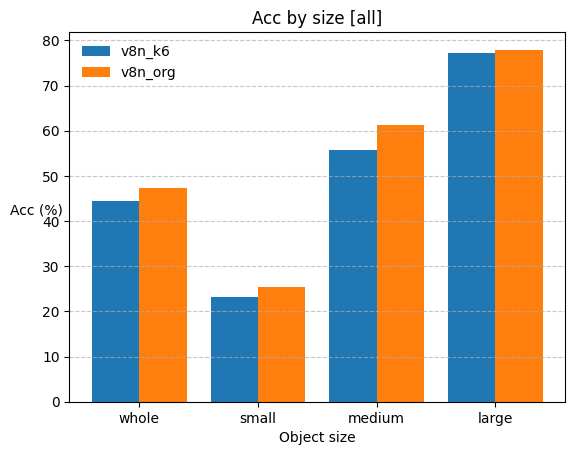 Acc by size [all]
v8n_k6
v8n_org
80
70
60
50
Acc (%)
40
30
20
10
0
whole small medium large
Object size